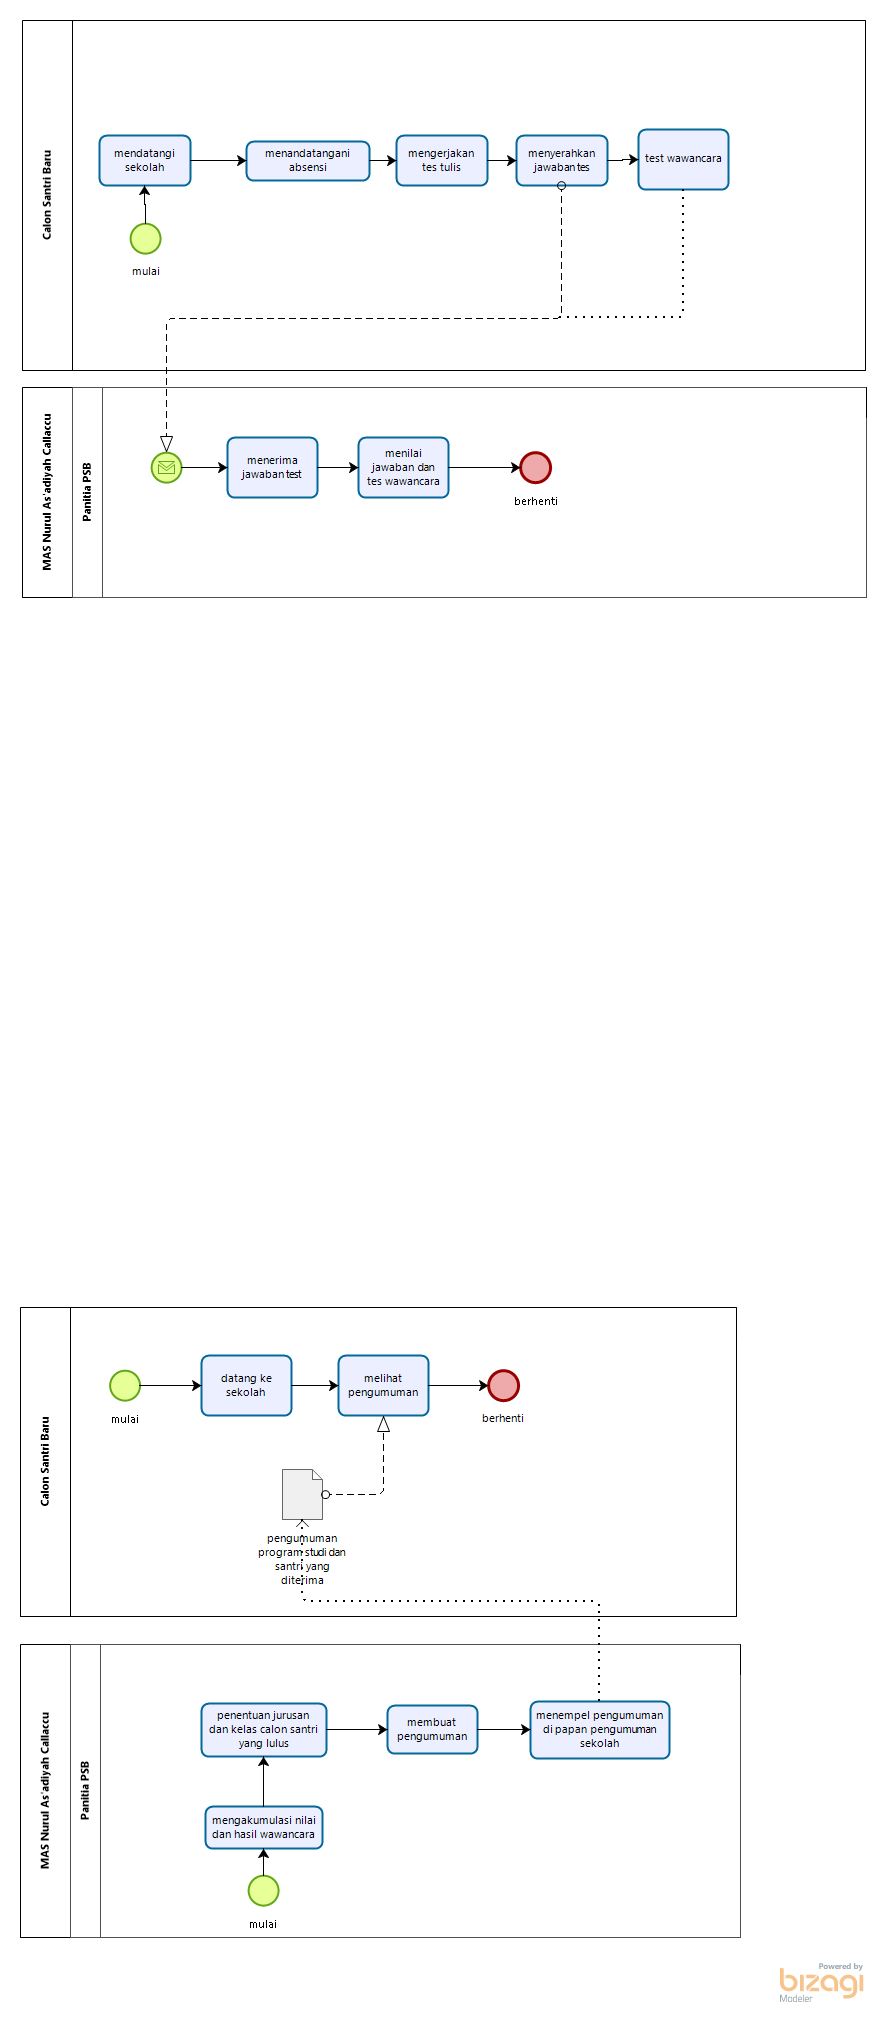 Calon Santri Baru
mendatangi
sekolah
menandatangani
absensi
mengerjakan
tes tulis
menyerahkan
jawaban tes
test wawancara
mulai
MAS Nurul As'adiyah Callaccu
Panitia PSB
menerima
jawaban test
menilai
jawaban dan
tes wawancara
berhenti
Calon Santri Baru
mulai
datang ke
sekolah
melihat
pengumuman
berhenti
pengumuman
program studi dan
santri yang
diterima
MAS Nurul As'adiyah Callaccu
Panitia PSB
penentuan jurusan
dan kelas calon santri
yang lulus
membuat
pengumuman
menempel pengumuman
di papan pengumuman
sekolah
mengakumulasi nilai
dan hasil wawancara
mulai
Powered by
bizagi
Modeler